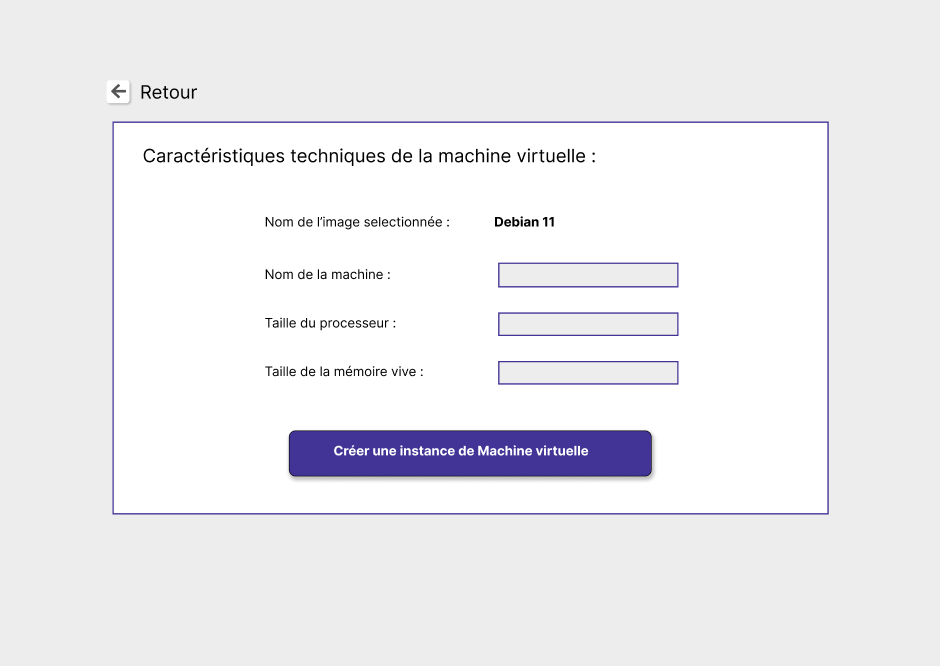 Retour
Caractéristiques techniques de la machine virtuelle :
Nom de l’image selectionnée : Debian 11
Nom de la machine :
Taille du processeur :
Taille de la mémoire vive :
Créer une instance de Machine virtuelle